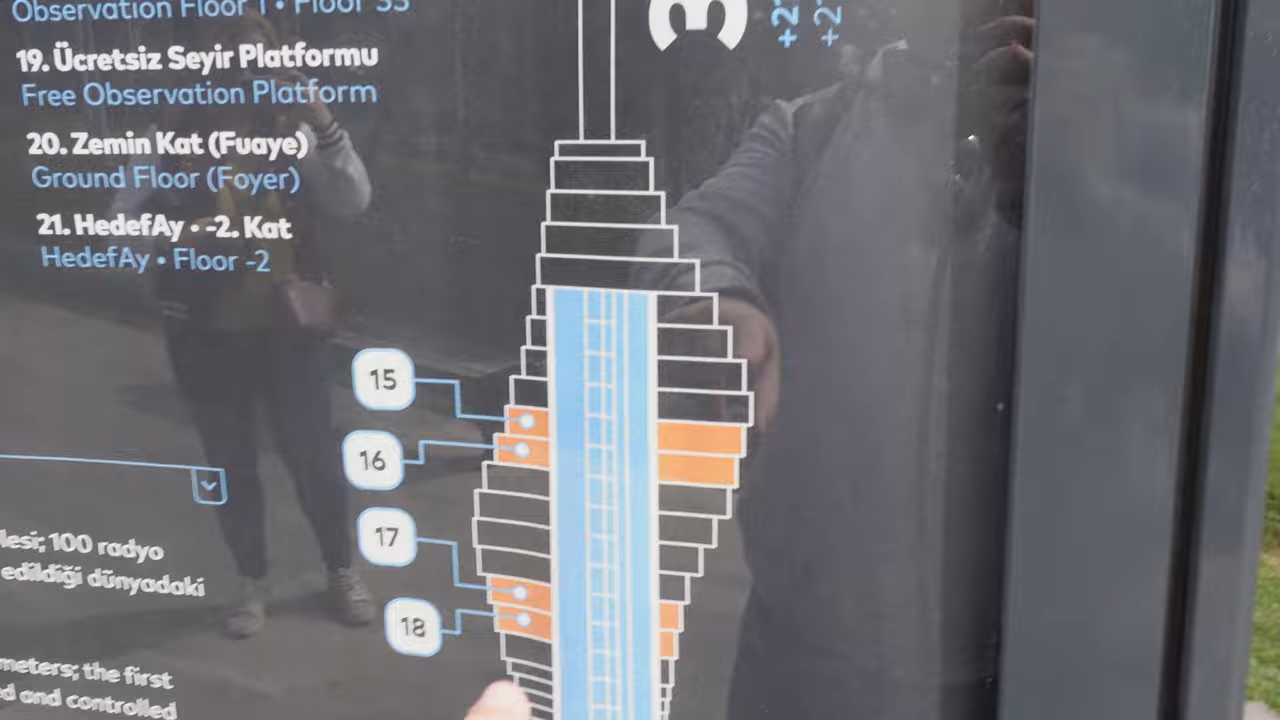 Observation Floor 1 • Floor 33
19. Ücretsiz Seyir Platformu
Free Observation Platform
20. Zemin Kat (Fuaye)
Ground Floor (Foyer)
21. HedefAy • -2. Kat
HedefAy • Floor -2
15
16
17
18
100 radyo
edildiği dünyadaki
meters; the first
and controlled